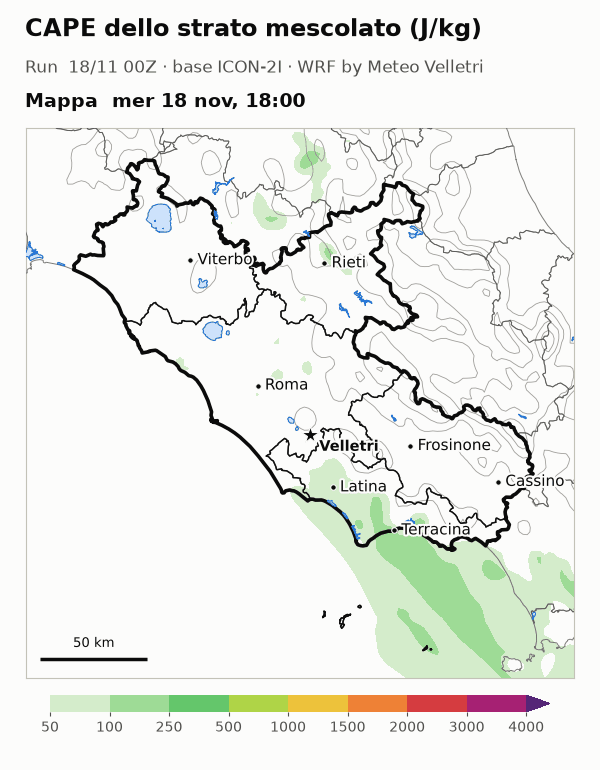 CAPE dello strato mescolato (J/kg)
Run  18/11 00Z · base ICON-2I · WRF by Meteo Velletri
Mappa  mer 18 nov, 18:00
Viterbo
Rieti
Roma
Velletri
Frosinone
Cassino
Latina
Terracina
50 km
50 100 250 500 1000 1500 2000 3000 4000